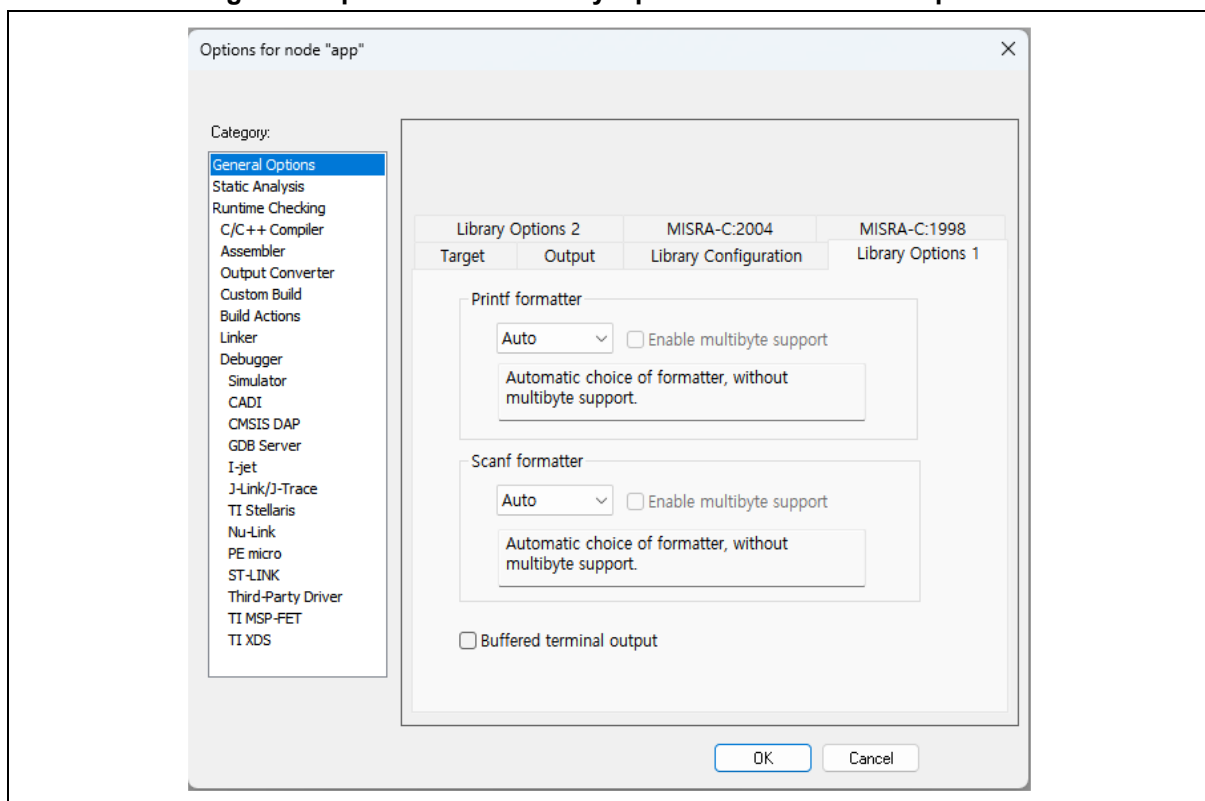 Options for node "app"
Category:
General Options
Static Analysis
Runtime Checking
C/C++ Compiler
Assembler
Output Converter
Custom Build
Build Actions
Linker
Debugger
Simulator
CADI
CMSIS DAP
GDB Server
I-jet
J-Link/J-Trace
TI Stellaris
Nu-Link
PE micro
ST-LINK
Third-Party Driver
TI MSP-FET
TI XDS
Library Options 2 MISRA-C:2004 MISRA-C:1998
Target Output Library Configuration Library Options 1
Printf formatter
Auto Enable multibyte support
Automatic choice of formatter, without
multibyte support.
Scanf formatter
Auto Enable multibyte support
Automatic choice of formatter, without
multibyte support.
Buffered terminal output
OK Cancel